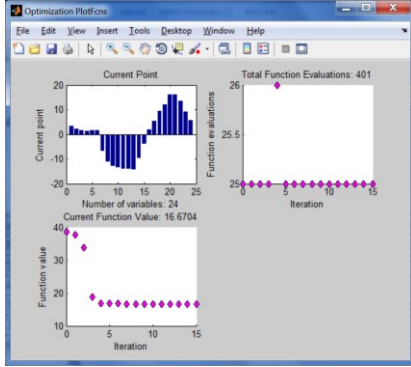 Optimization PlotFcns
File Edit View Insert Tools Desktop Window Help
Current Point
20
10
0
-10
-20
Current point
0 5 10 15 20 25
Number of variables: 24
Total Function Evaluations: 401
26
25.5
25
Function evaluations
0 5 10 15
Iteration
Current Function Value: 16.6704
40
30
20
10
Function value
0 5 10 15
Iteration